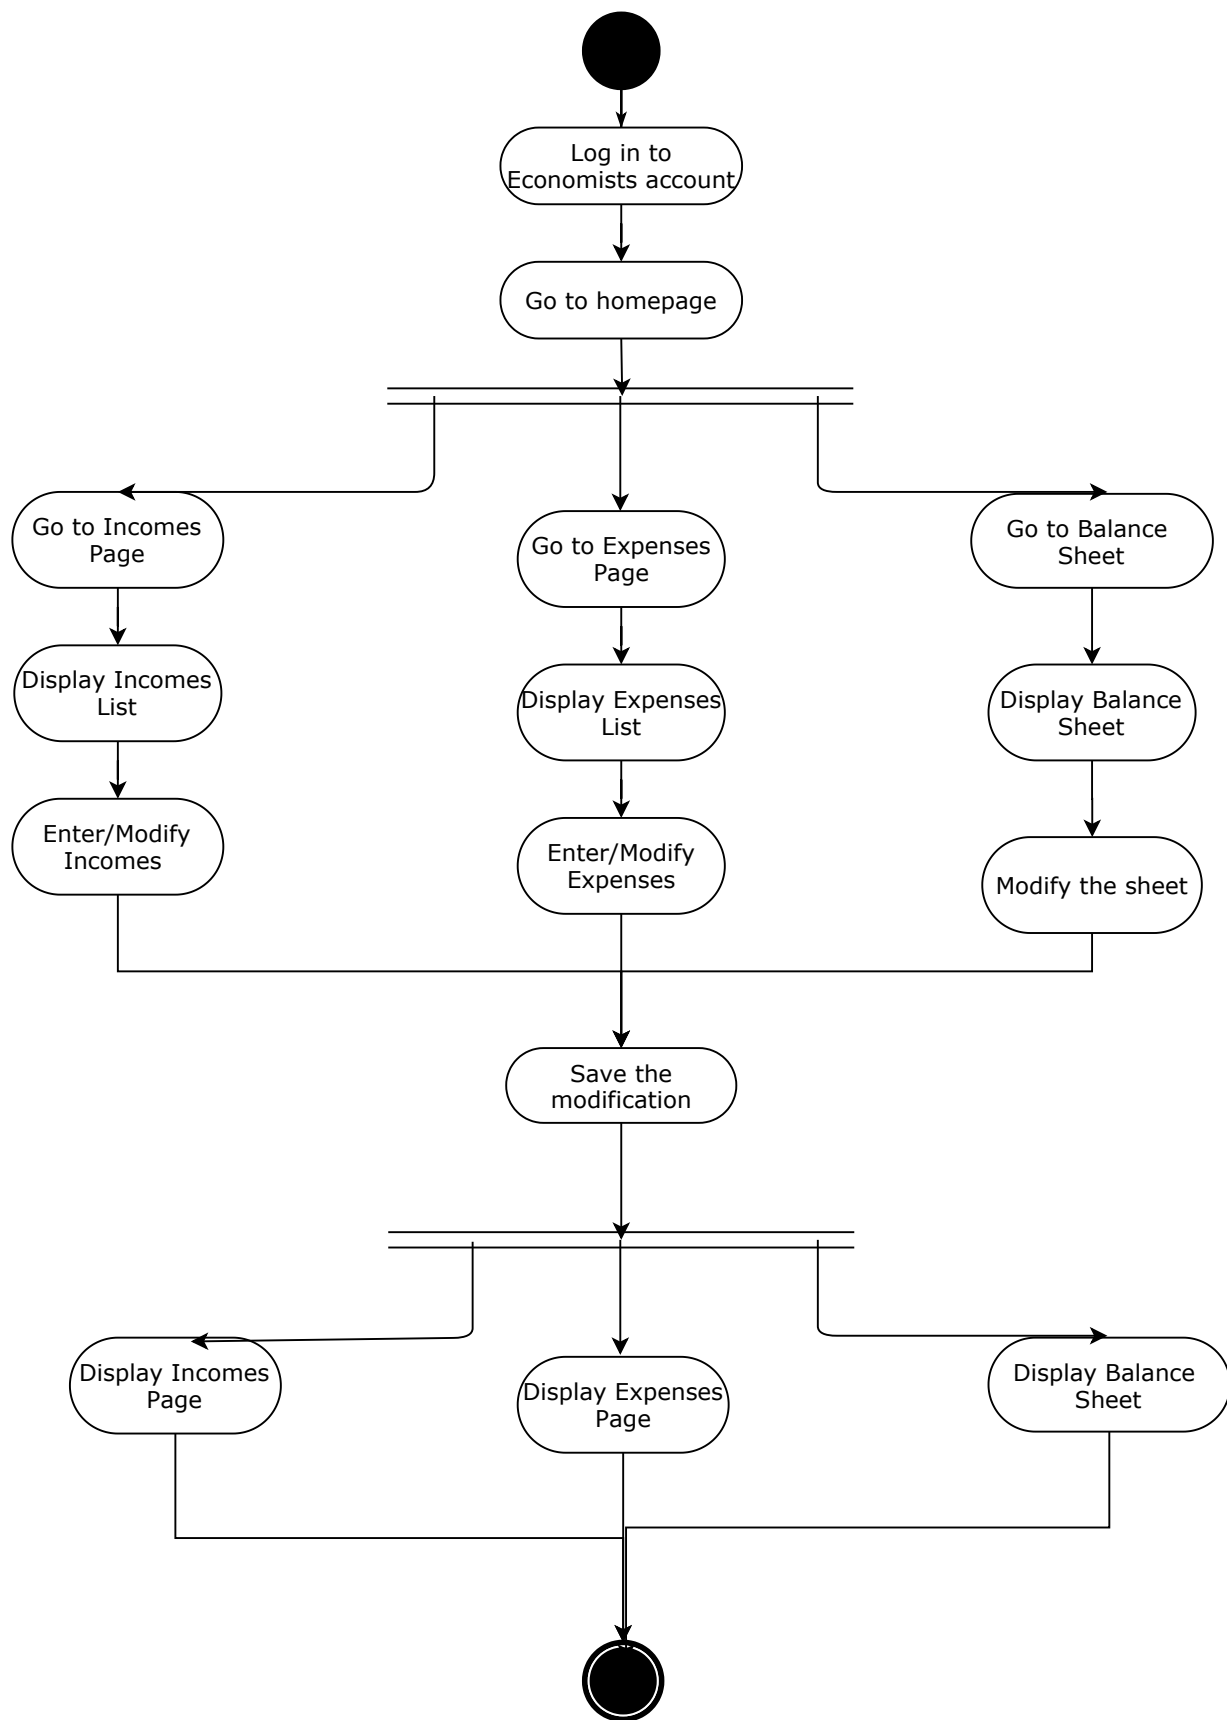 Log in to
Economists account
Go to homepage
Go to Incomes
Page
Go to Expenses
Page
Go to Balance
Sheet
Display Incomes
List
Display Expenses
List
Display Balance
Sheet
Enter/Modify
Incomes
Enter/Modify
Expenses
Modify the sheet
Save the
modification
Display Incomes
Page
Display Expenses
Page
Display Balance
Sheet